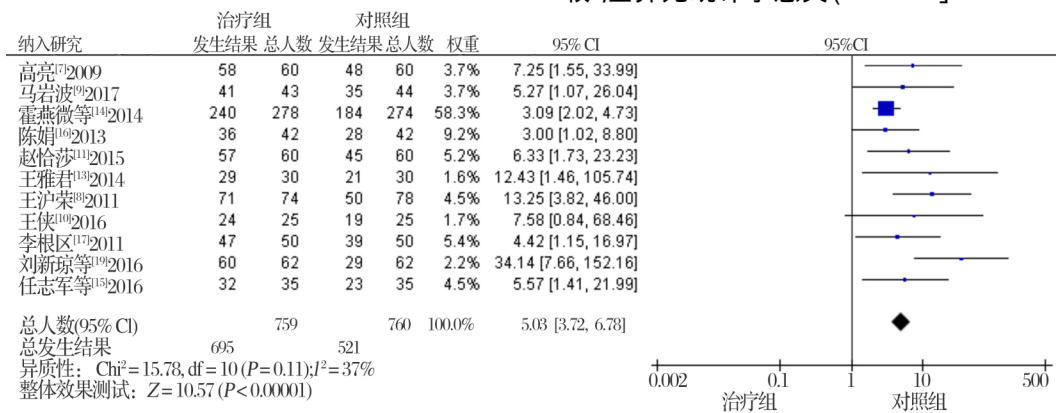 治疗组 对照组
纳入研究 发生结果 总人数 发生结果 总人数 权重 95% CI 95%CI
高亮[7]2009 58 60 48 60 3.7% 7.25 [1.55, 33.99]
马岩波[9]2017 41 43 35 44 3.7% 5.27 [1.07, 26.04]
霍燕微等[14]2014 240 278 184 274 58.3% 3.09 [2.02, 4.73]
陈娟[16]2013 36 42 28 42 9.2% 3.00 [1.02, 8.80]
赵恰莎[11]2015 57 60 45 60 5.2% 6.33 [1.73, 23.23]
王雅君[13]2014 29 30 21 30 1.6% 12.43 [1.46, 105.74]
王沪荣[8]2011 71 74 50 78 4.5% 13.25 [3.82, 46.00]
王侠[10]2016 24 25 19 25 1.7% 7.58 [0.84, 68.46]
李根区[17]2011 47 50 39 50 5.4% 4.42 [1.15, 16.97]
刘新琼等[19]2016 60 62 29 62 2.2% 34.14 [7.66, 152.16]
任志军等[15]2016 32 35 23 35 4.5% 5.57 [1.41, 21.99]
总人数(95% CI) 759 760 100.0% 5.03 [3.72, 6.78]
总发生结果 695 521
异质性：Chi²=15.78, df=10 (P=0.11);I²=37%
整体效果测试：Z=10.57 (P<0.00001)
0.002 0.1 1 10 500
治疗组 对照组